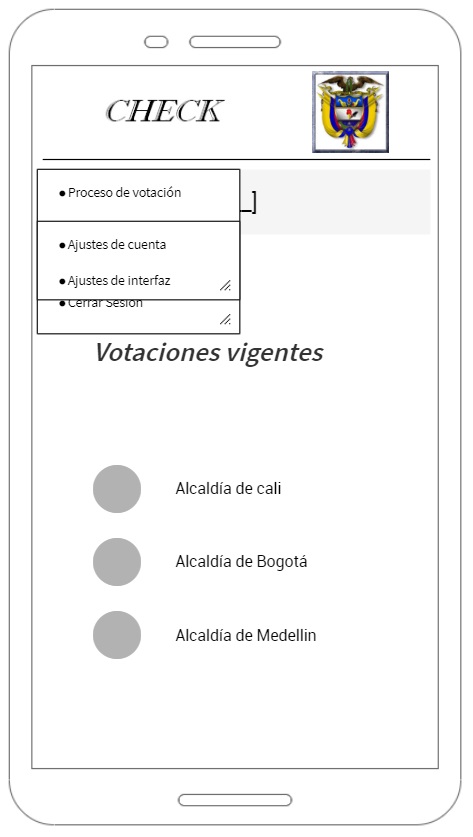 CHECK
● Proceso de votación
_]
● Ajustes de cuenta
● Ajustes de interfaz
● Cerrar Sesión
Votaciones vigentes
Alcaldía de cali
Alcaldía de Bogotá
Alcaldía de Medellin